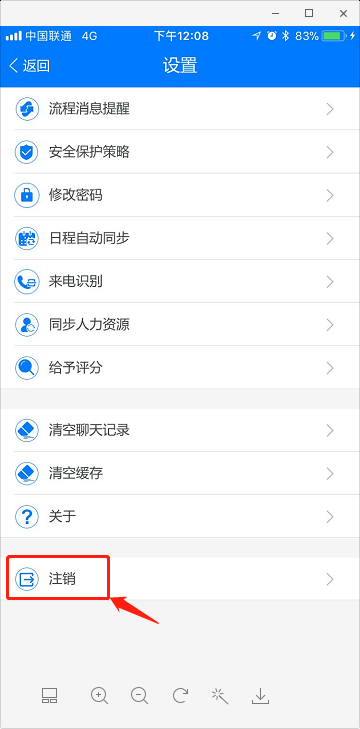 中国联通 4G 下午12:08 83%
返回 设置
流程消息提醒
安全保护策略
修改密码
日程自动同步
来电识别
同步人力资源
给予评分
清空聊天记录
清空缓存
关于
注销